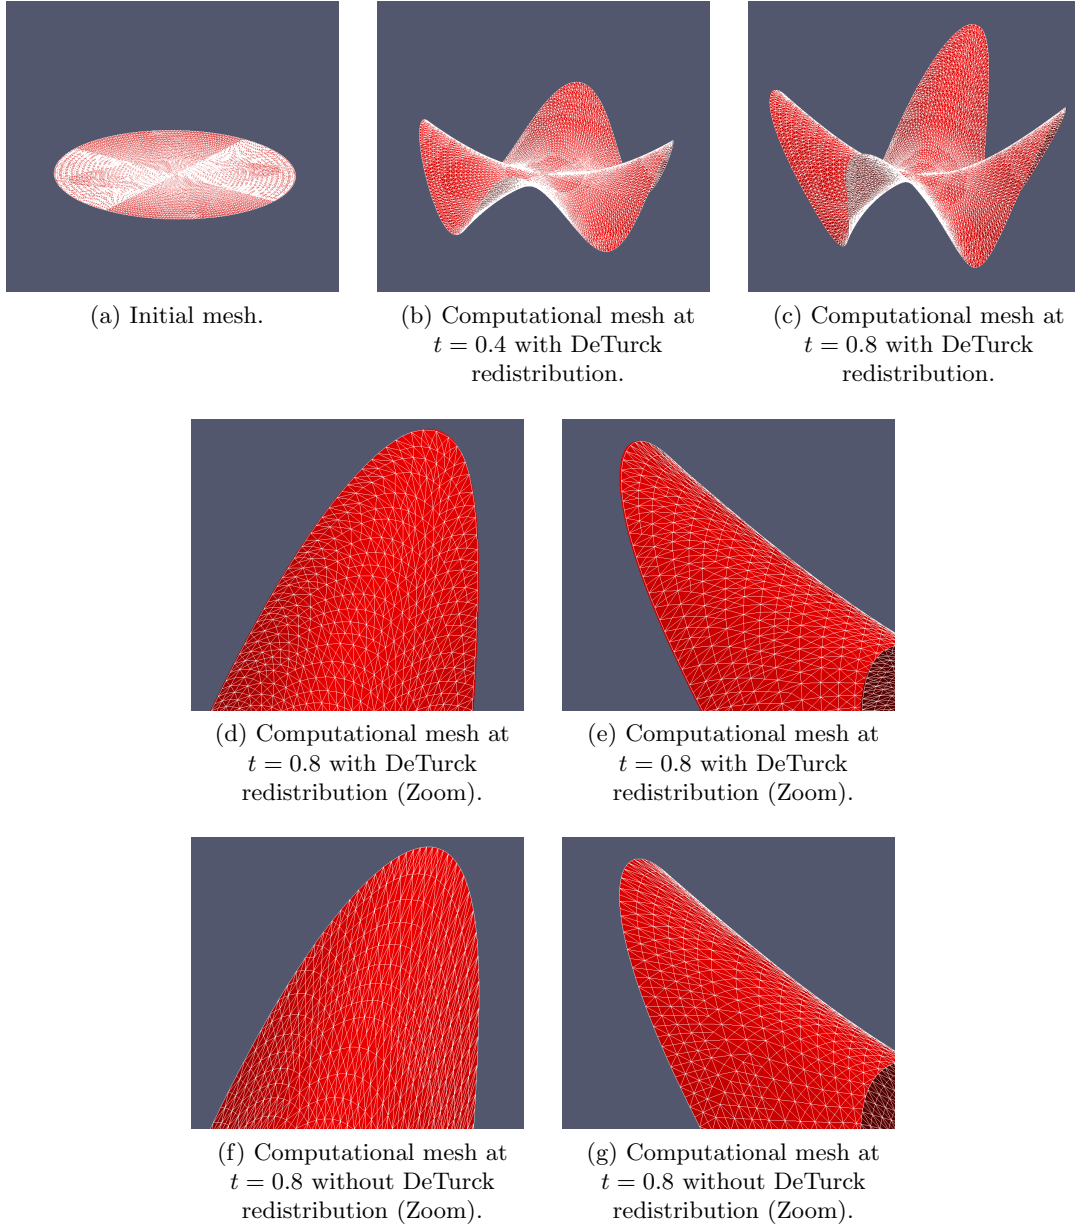 (a) Initial mesh.
(b) Computational mesh at
t = 0.4 with DeTurck
redistribution.
(c) Computational mesh at
t = 0.8 with DeTurck
redistribution.
(d) Computational mesh at
t = 0.8 with DeTurck
redistribution (Zoom).
(e) Computational mesh at
t = 0.8 with DeTurck
redistribution (Zoom).
(f) Computational mesh at
t = 0.8 without DeTurck
redistribution (Zoom).
(g) Computational mesh at
t = 0.8 without DeTurck
redistribution (Zoom).